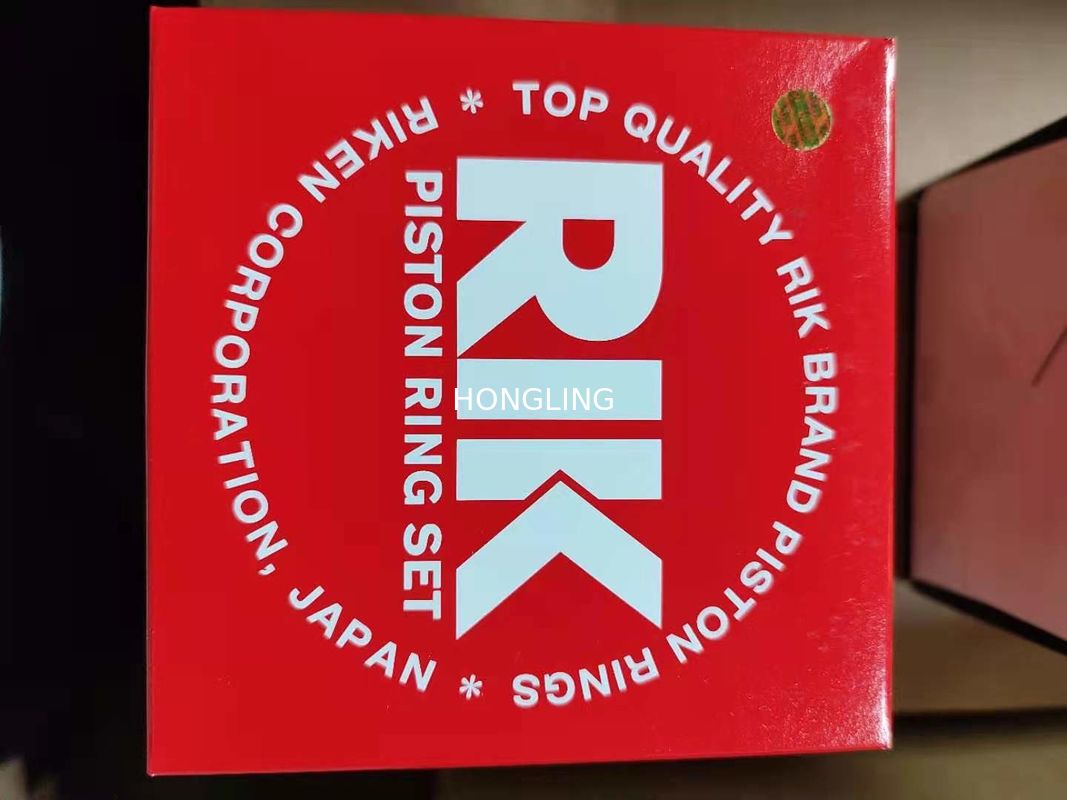 TOP QUALITY RIK BRAND PISTON RINGS
RIK
PISTON RING SET
* RIKEN CORPORATION, JAPAN *
HONGLING